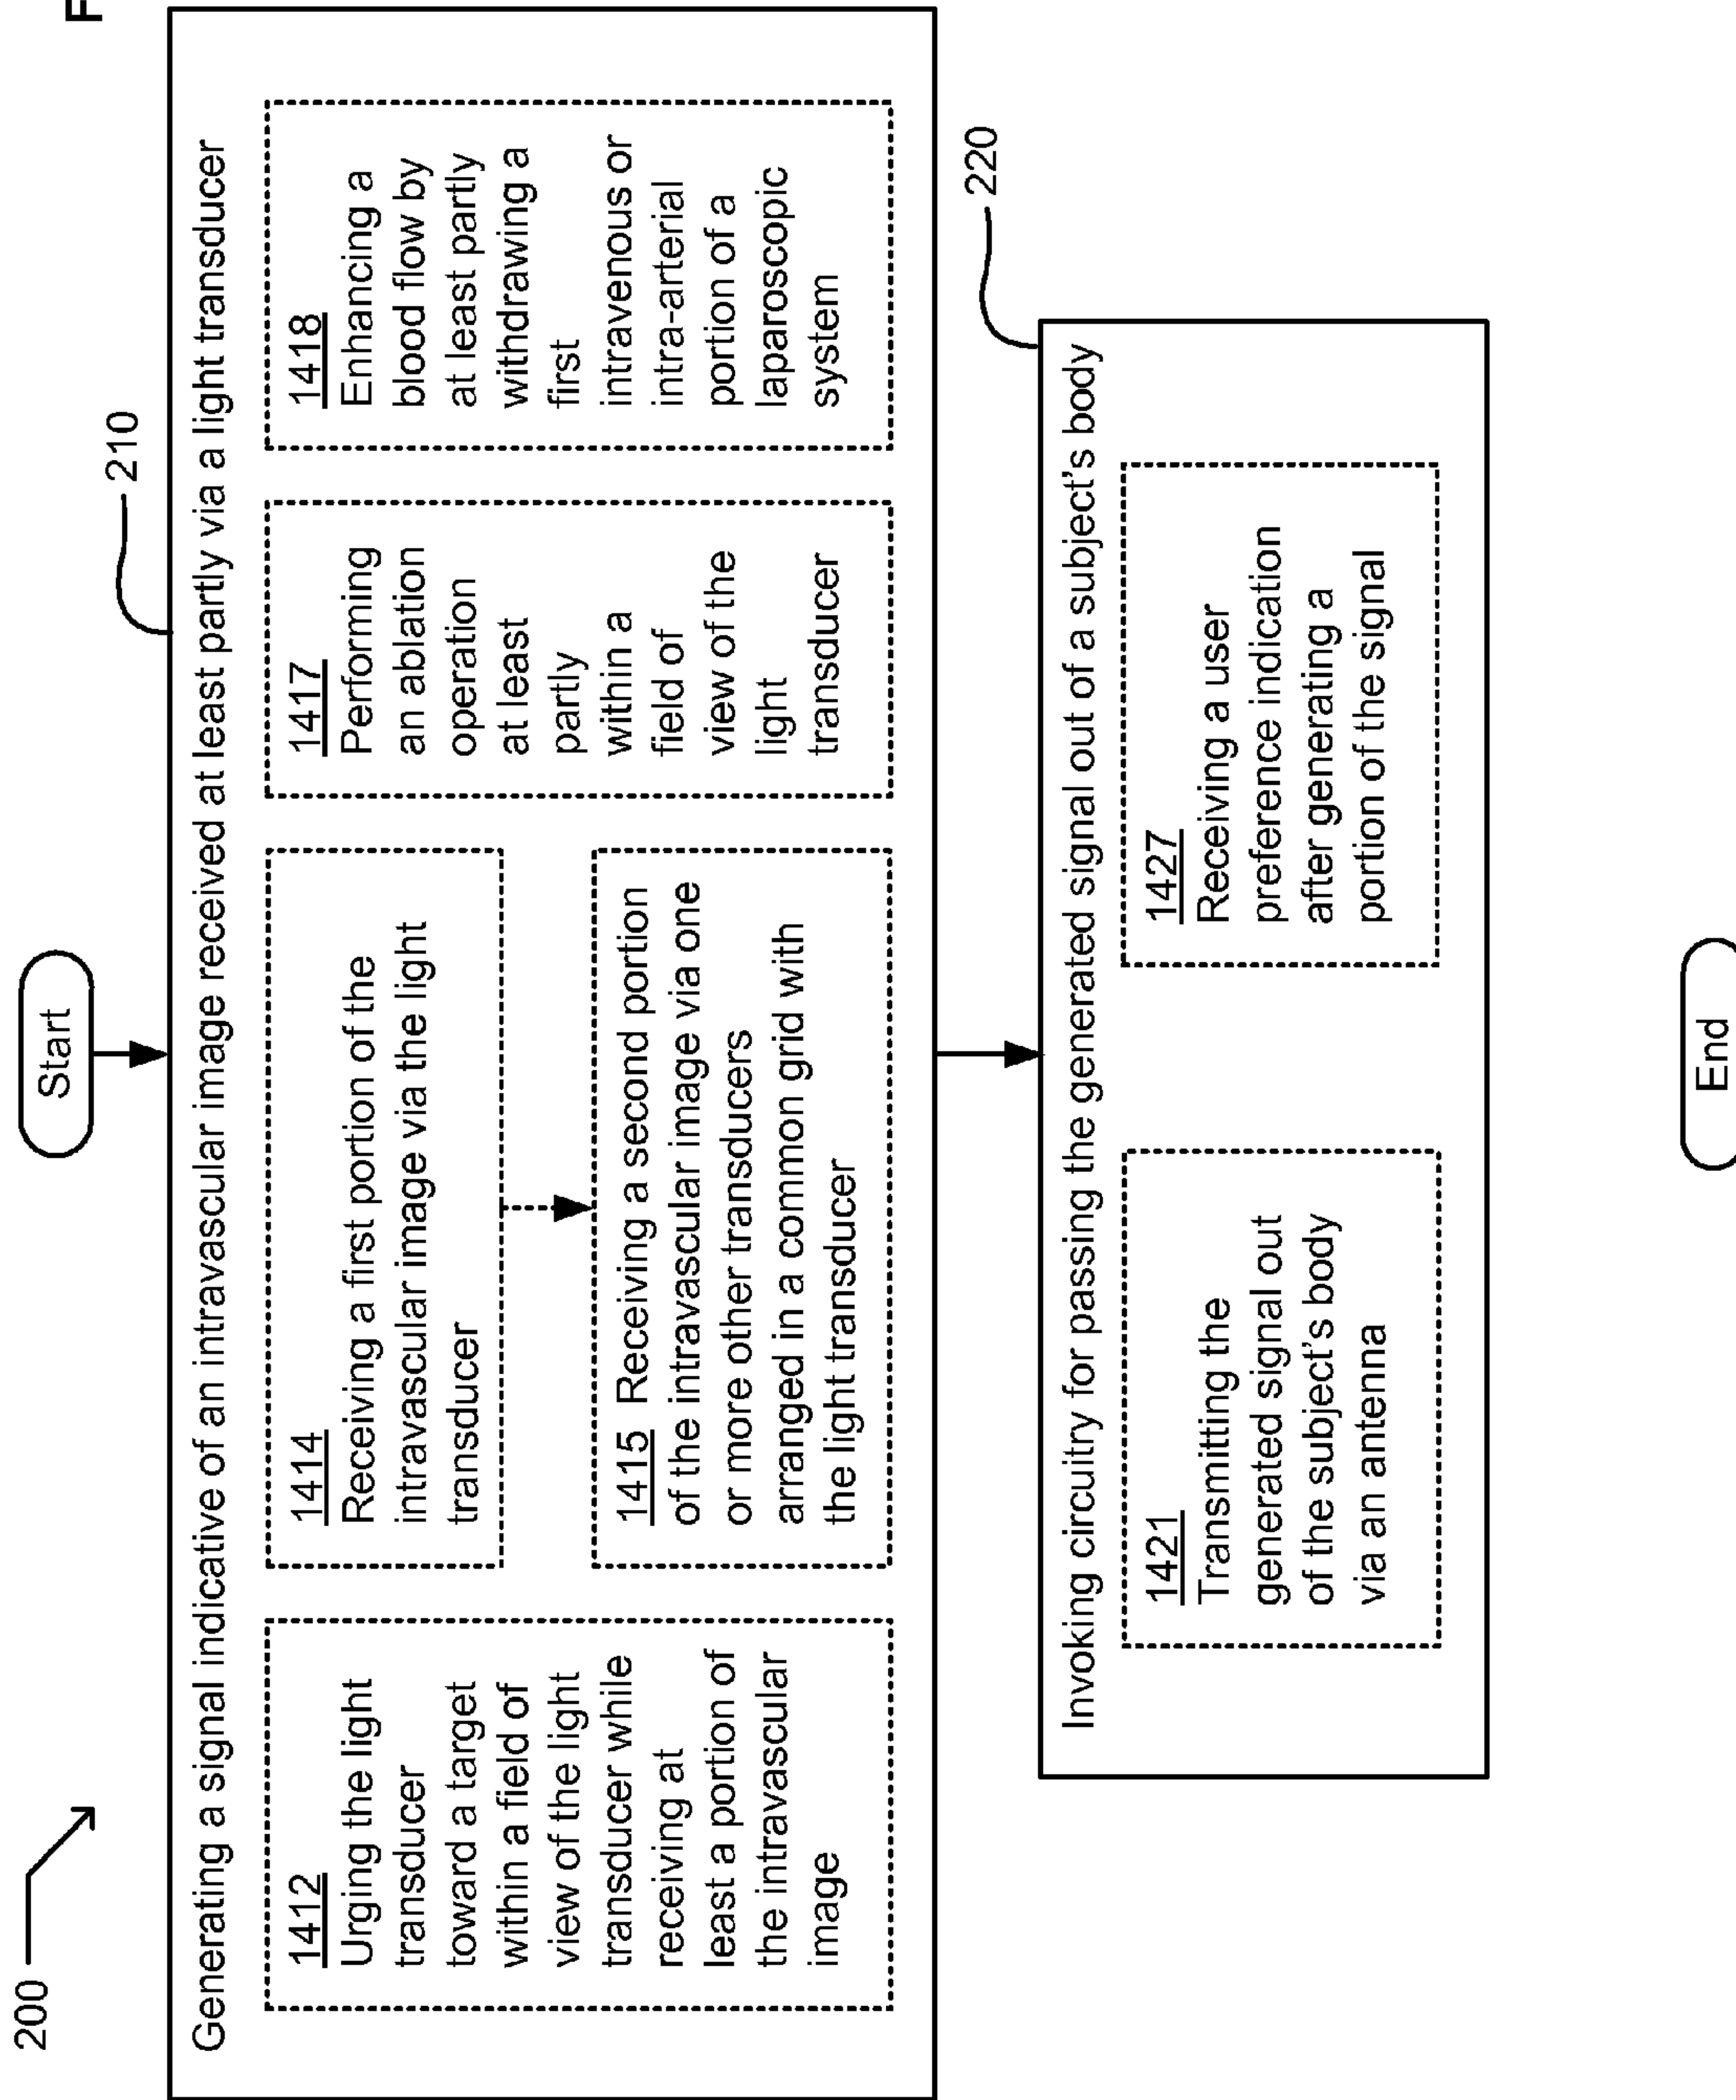 F
200
Start
210
Generating a signal indicative of an intravascular image received at least partly via a light transducer
1412
Urging the light
transducer
toward a target
within a field of
view of the light
transducer while
receiving at
least a portion of
the intravascular
image
1414
Receiving a first portion of the
intravascular image via the light
transducer
1415 Receiving a second portion
of the intravascular image via one
or more other transducers
arranged in a common grid with
the light transducer
1417
Performing
an ablation
operation
at least
partly
within a
field of
view of the
light
transducer
1418
Enhancing a
blood flow by
at least partly
withdrawing a
first
intravenous or
intra-arterial
portion of a
laparoscopic
system
220
Invoking circuitry for passing the generated signal out of a subject's body
1421
Transmitting the
generated signal out
of the subject's body
via an antenna
1427
Receiving a user
preference indication
after generating a
portion of the signal
End